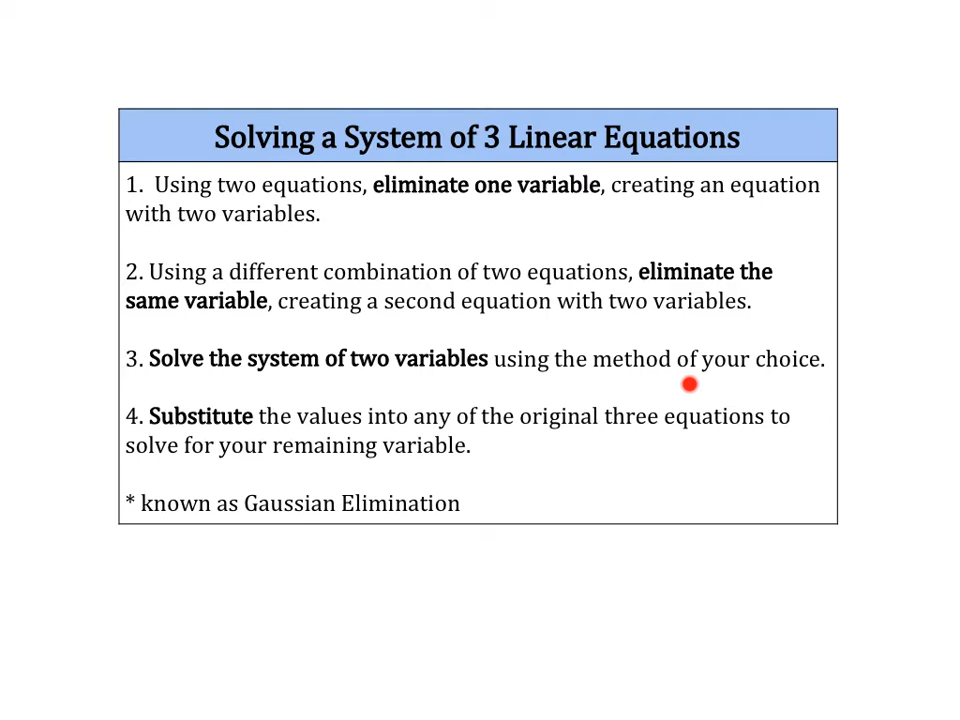 Solving a System of 3 Linear Equations
1. Using two equations, eliminate one variable, creating an equation
with two variables.
2. Using a different combination of two equations, eliminate the
same variable, creating a second equation with two variables.
3. Solve the system of two variables using the method of your choice.
4. Substitute the values into any of the original three equations to
solve for your remaining variable.
* known as Gaussian Elimination